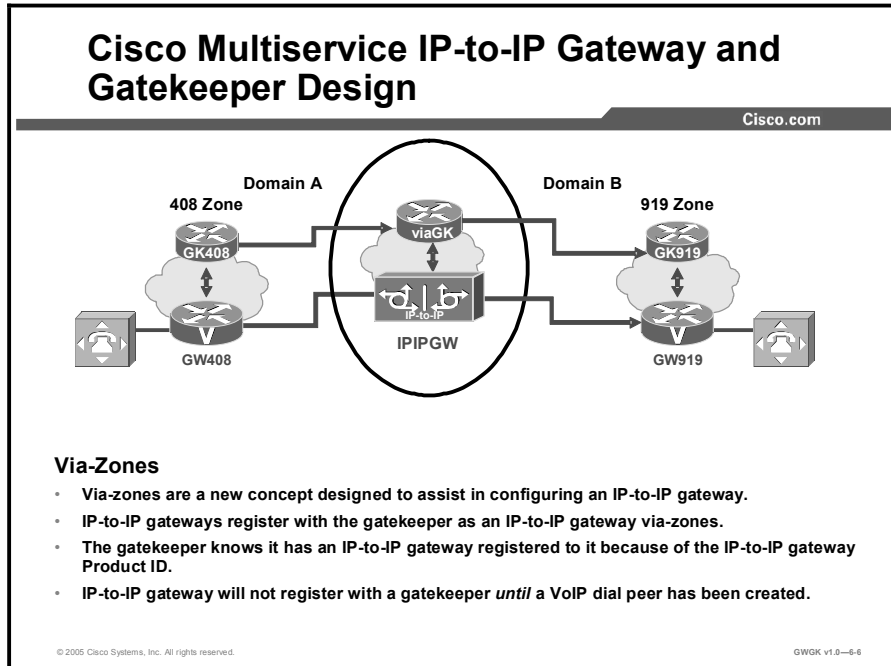 Cisco Multiservice IP-to-IP Gateway and
Gatekeeper Design
Cisco.com
Domain A
Domain B
408 Zone
919 Zone
viaGK
GK408
GK919
IP-to-IP
V
V
IPIPGW
GW408
GW919
Via-Zones
• Via-zones are a new concept designed to assist in configuring an IP-to-IP gateway.
• IP-to-IP gateways register with the gatekeeper as an IP-to-IP gateway via-zones.
• The gatekeeper knows it has an IP-to-IP gateway registered to it because of the IP-to-IP gateway
Product ID.
• IP-to-IP gateway will not register with a gatekeeper until a VoIP dial peer has been created.
© 2005 Cisco Systems, Inc. All rights reserved.
GWGK v1.0—6-6